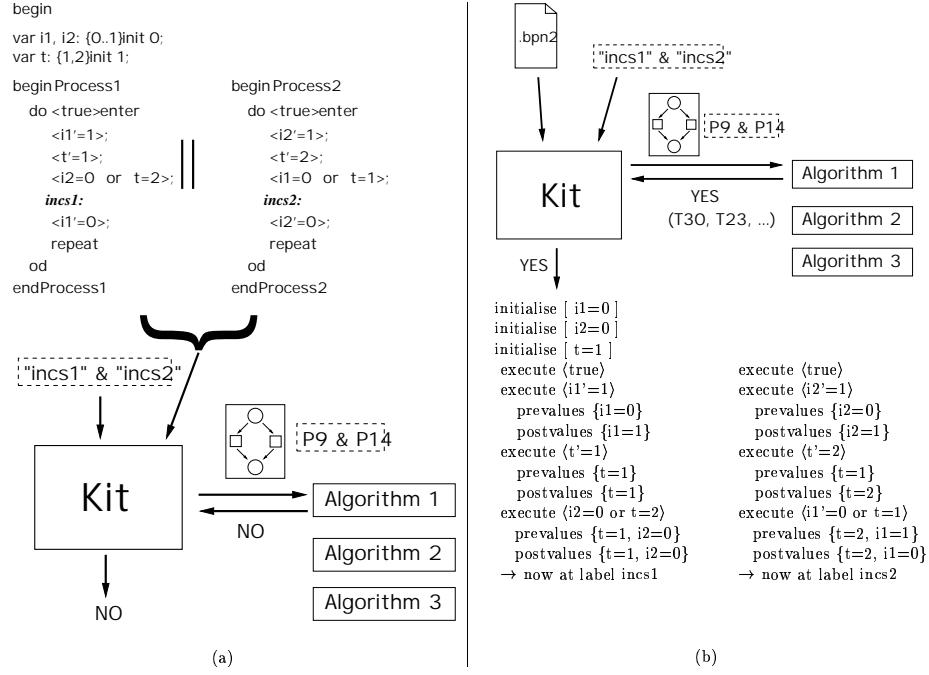 begin
var i1, i2: {0..1}init 0;
var t: {1,2}init 1;
begin Process1
do <true>enter
<i1'=1>;
<t'=1>;
<i2=0 or t=2>;
incs1:
<i1'=0>;
repeat
od
endProcess1
||
begin Process2
do <true>enter
<i2'=1>;
<t'=2>;
<i1=0 or t=1>;
incs2:
<i2'=0>;
repeat
od
endProcess2
"incs1" & "incs2"
P9 & P14
Kit
Algorithm 1
NO
Algorithm 2
Algorithm 3
NO
(a)
.bpn2
"incs1" & "incs2"
P9 & P14
Kit
Algorithm 1
YES
(T30, T23, ...)
Algorithm 2
Algorithm 3
YES
initialise [ i1=0 ]
initialise [ i2=0 ]
initialise [ t=1 ]
execute ⟨true⟩
execute ⟨i1'=1⟩
prevalues {i1=0}
postvalues {i1=1}
execute ⟨t'=1⟩
prevalues {t=1}
postvalues {t=1}
execute ⟨i2=0 or t=2⟩
prevalues {t=1, i2=0}
postvalues {t=1, i2=0}
→ now at label incs1
execute ⟨true⟩
execute ⟨i2'=1⟩
prevalues {i2=0}
postvalues {i2=1}
execute ⟨t'=2⟩
prevalues {t=1}
postvalues {t=2}
execute ⟨i1'=0 or t=1⟩
prevalues {t=2, i1=1}
postvalues {t=2, i1=0}
→ now at label incs2
(b)